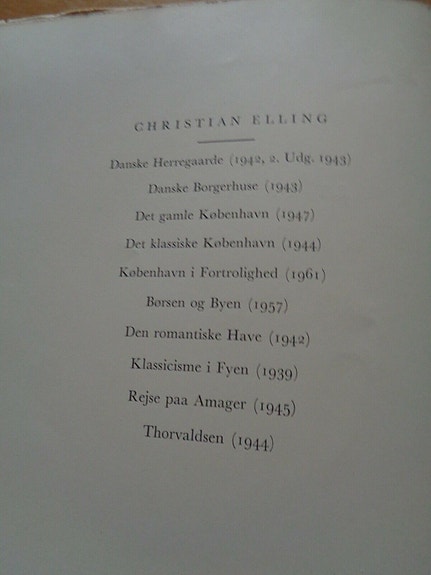 CHRISTIAN ELLING
Danske Herregaarde (1942, 2. Udg. 1943)
Danske Borgerhuse (1943)
Det gamle København (1947)
Det klassiske København (1944)
København i Fortrolighed (1961)
Børsen og Byen (1957)
Den romantiske Have (1942)
Klassicisme i Fyen (1939)
Rejse paa Amager (1945)
Thorvaldsen (1944)